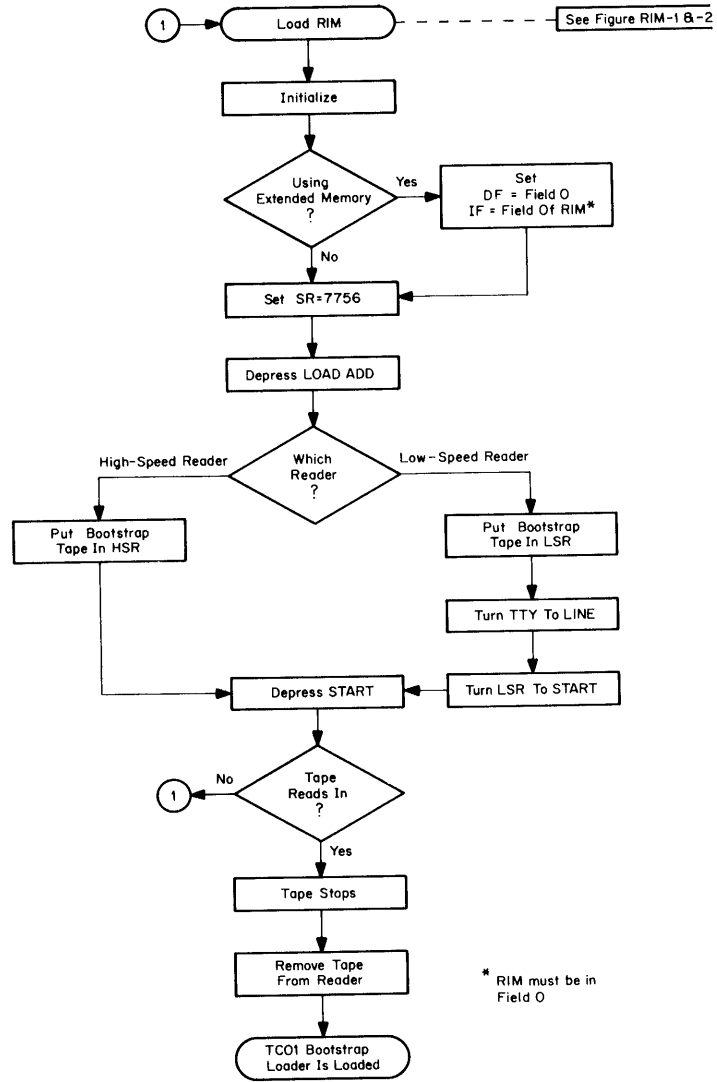 1
Load RIM
See Figure RIM-1 & -2
Initialize
Using
Extended Memory
?
Yes
Set
DF = Field 0
IF = Field Of RIM*
No
Set SR=7756
Depress LOAD ADD
High-Speed Reader
Which
Reader
?
Low-Speed Reader
Put Bootstrap
Tape In HSR
Put Bootstrap
Tape In LSR
Turn TTY To LINE
Depress START
Turn LSR To START
1
No
Tape
Reads In
?
Yes
Tape Stops
Remove Tape
From Reader
* RIM must be in
Field 0
TC01 Bootstrap
Loader Is Loaded